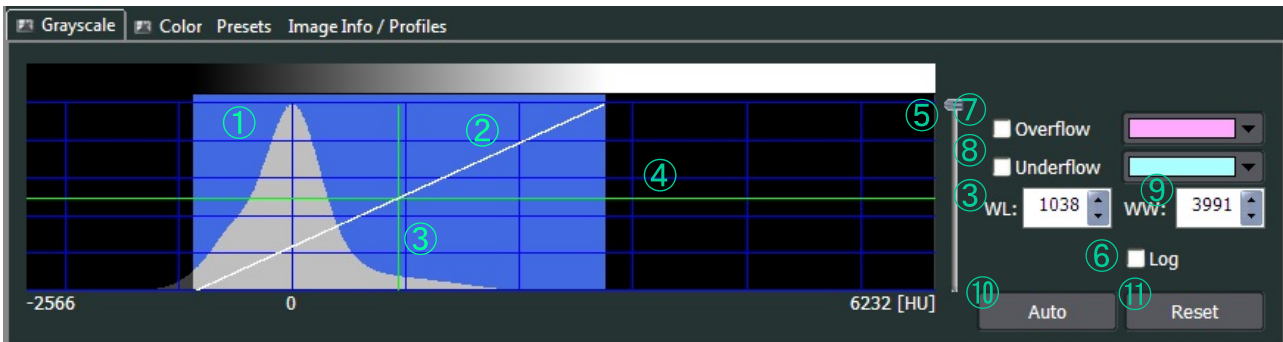 Grayscale Color Presets Image Info / Profiles
① ② ⑤ ⑦ Overflow
⑧ Underflow
④ ③ WL: 1038 ⑨ WW: 3991
③ ⑥ Log
-2566 0 6232 [HU] ⑩ Auto ⑪ Reset